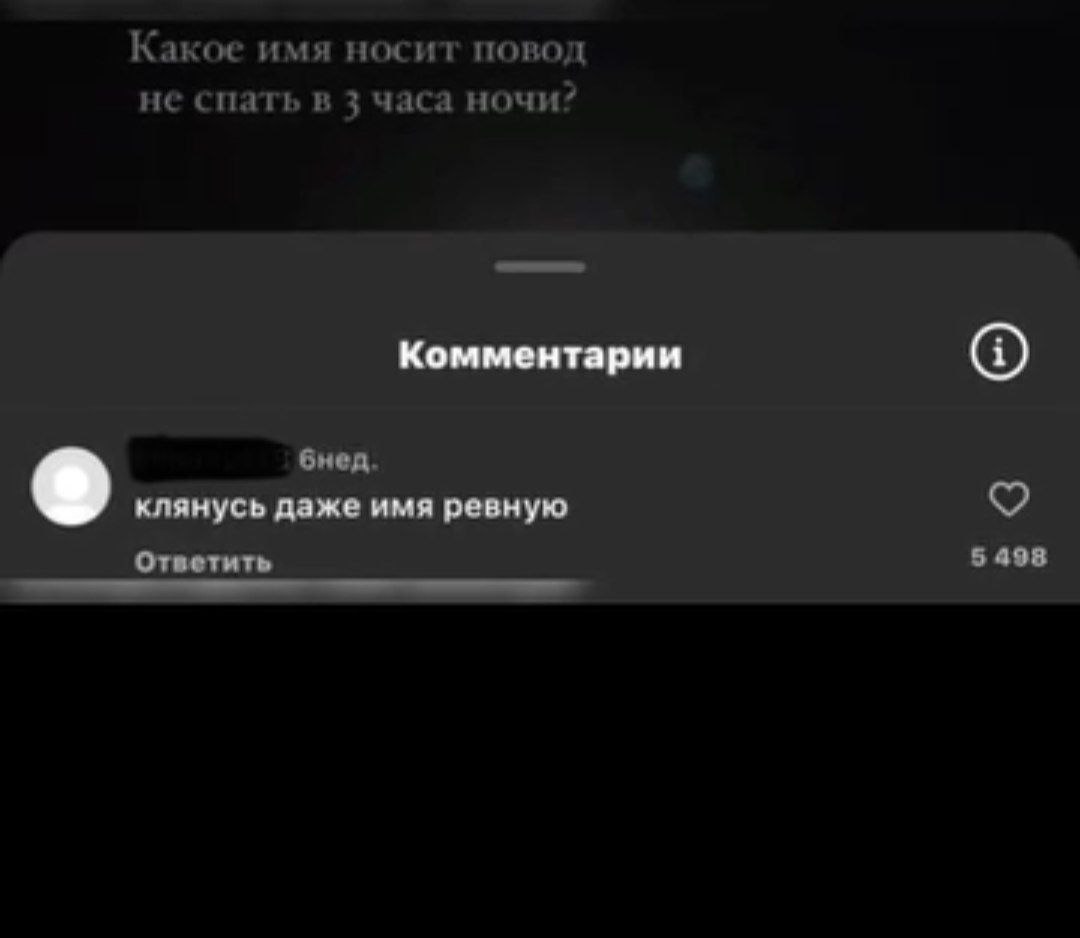 Какое имя носит повод
не спать в 3 часа ночи?
Комментарии
6нед.
клянусь даже имя ревную
Ответить
5 498